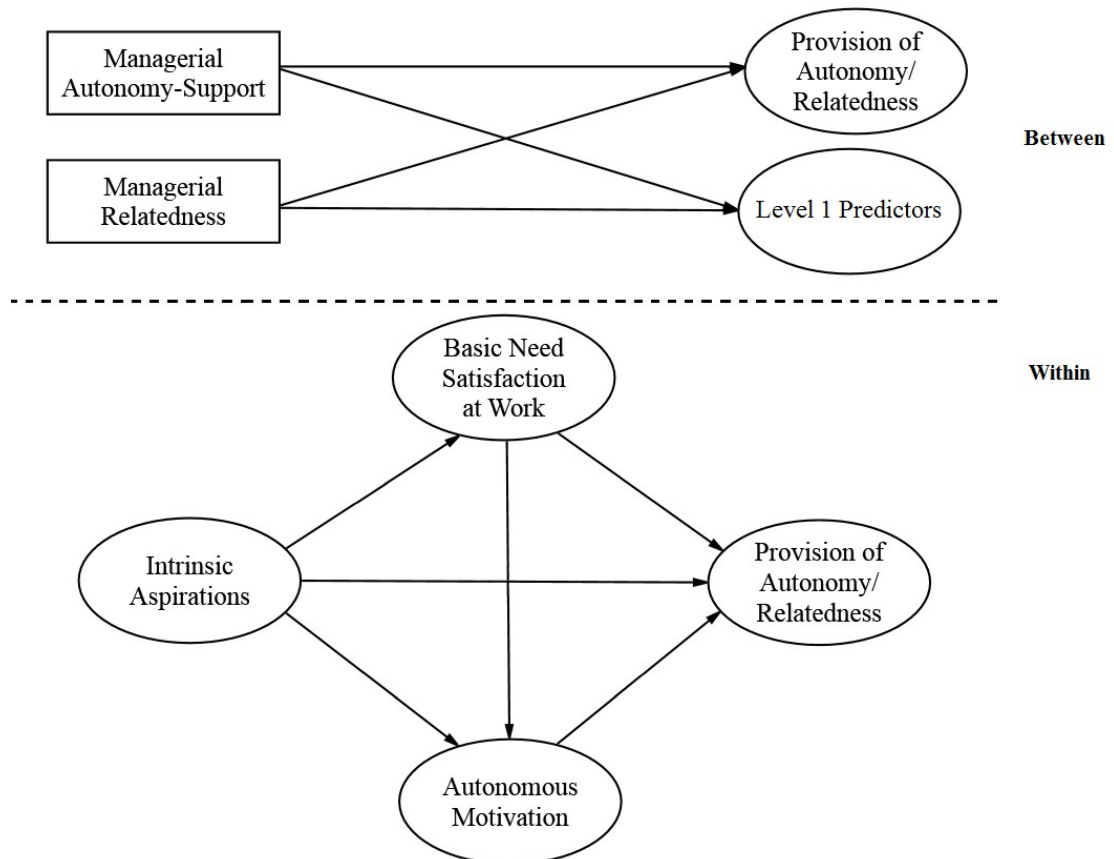 Managerial
Autonomy-Support
Provision of
Autonomy/
Relatedness
Between
Managerial
Relatedness
Level 1 Predictors
Basic Need
Satisfaction
at Work
Within
Intrinsic
Aspirations
Provision of
Autonomy/
Relatedness
Autonomous
Motivation